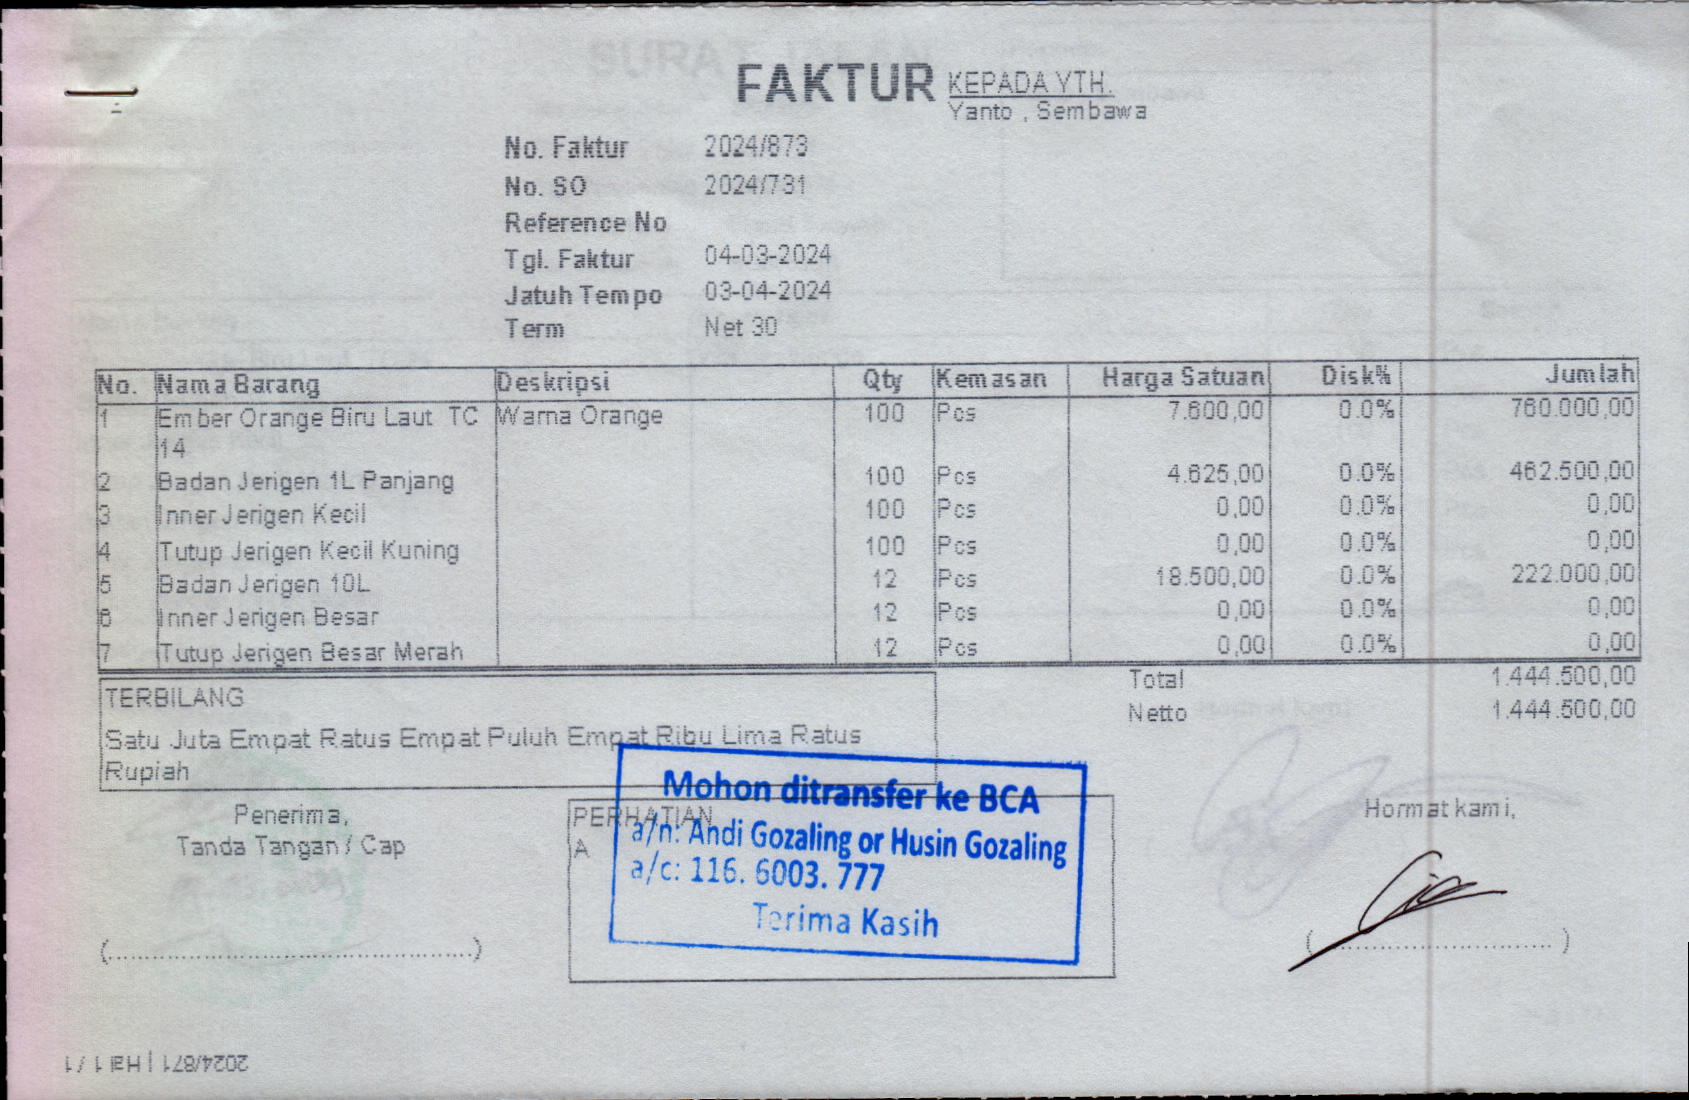 FAKTUR
KEPADA YTH.
Yanto , Sembawa
No. Faktur 2024/873
No. SO 2024/731
Reference No
Tgl. Faktur 04-03-2024
Jatuh Tempo 03-04-2024
Term Net 30
No. Nama Barang Deskripsi Qty Kemasan Harga Satuan Disk% Jumlah
1 Ember Orange Biru Laut TC Warna Orange 100 Pcs 7.600,00 0.0% 760.000,00
14
2 Badan Jerigen 1L Panjang 100 Pcs 4.625,00 0.0% 462.500,00
3 Inner Jerigen Kecil 100 Pcs 0,00 0.0% 0,00
4 Tutup Jerigen Kecil Kuning 100 Pcs 0,00 0.0% 0,00
5 Badan Jerigen 10L 12 Pcs 18.500,00 0.0% 222.000,00
6 Inner Jerigen Besar 12 Pcs 0,00 0.0% 0,00
7 Tutup Jerigen Besar Merah 12 Pcs 0,00 0.0% 0,00
Total 1.444.500,00
Netto 1.444.500,00
TERBILANG
Satu Juta Empat Ratus Empat Puluh Empat Ribu Lima Ratus
Rupiah
Penerima,
Tanda Tangan / Cap
(................................................)
PERHATIAN
A
Mohon ditransfer ke BCA
a/n: Andi Gozaling or Husin Gozaling
a/c: 116. 6003. 777
Terima Kasih
Hormat kami,
(.............................. )
2024/871 | Hal 1 / 1